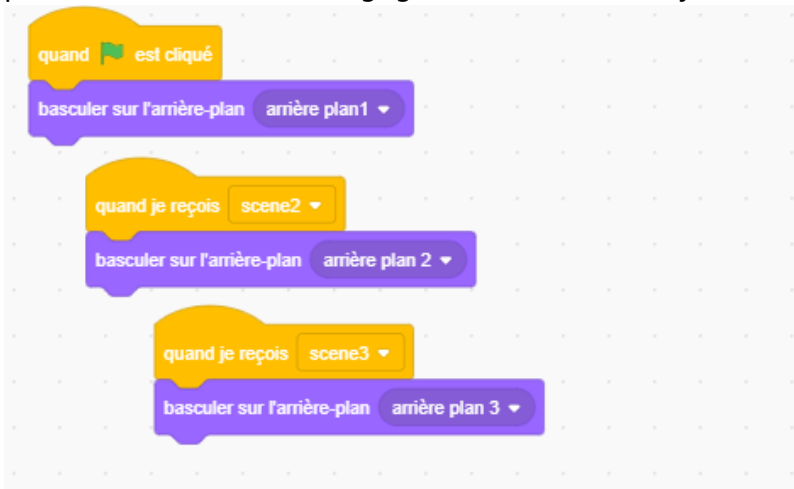 quand est cliqué
basculer sur l'arrière-plan arrière plan1
quand je reçois scene2
basculer sur l'arrière-plan arrière plan 2
quand je reçois scene3
basculer sur l'arrière-plan arrière plan 3